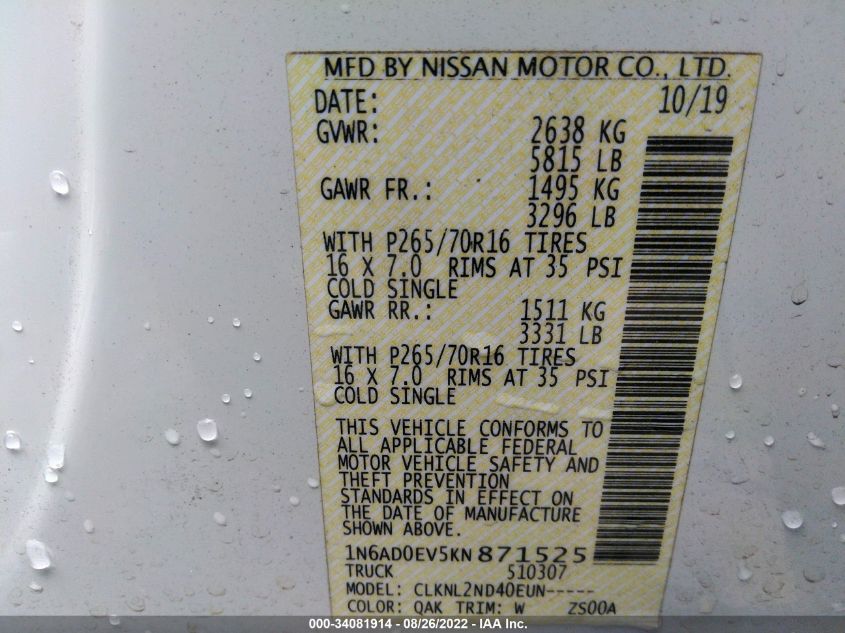 MFD BY NISSAN MOTOR CO., LTD.
DATE: 10/19
GVWR: 2638 KG
5815 LB
GAWR FR.: 1495 KG
3296 LB
WITH P265/70R16 TIRES
16 X 7.0 RIMS AT 35 PSI
COLD SINGLE
GAWR RR.: 1511 KG
3331 LB
WITH P265/70R16 TIRES
16 X 7.0 RIMS AT 35 PSI
COLD SINGLE
THIS VEHICLE CONFORMS TO
ALL APPLICABLE FEDERAL
MOTOR VEHICLE SAFETY AND
THEFT PREVENTION
STANDARDS IN EFFECT ON
THE DATE OF MANUFACTURE
SHOWN ABOVE.
1N6AD0EV5KN871525
TRUCK 510307
MODEL: CLKNL2ND40EUN-----
COLOR: QAK TRIM: W ZS00A
000-34081914 - 08/26/2022 - IAA Inc.